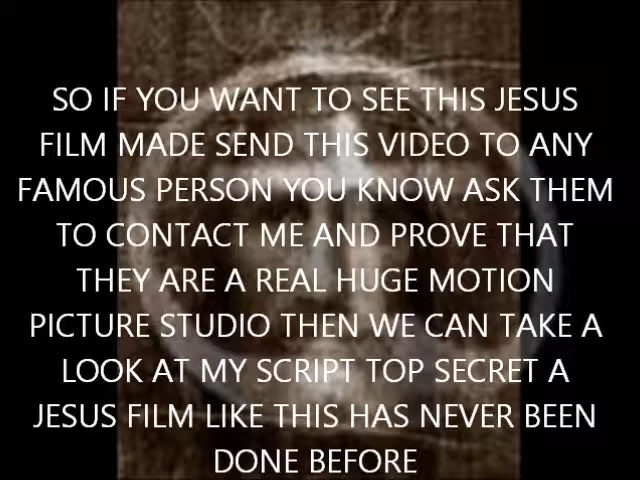 SO IF YOU WANT TO SEE THIS JESUS
FILM MADE SEND THIS VIDEO TO ANY
FAMOUS PERSON YOU KNOW ASK THEM
TO CONTACT ME AND PROVE THAT
THEY ARE A REAL HUGE MOTION
PICTURE STUDIO THEN WE CAN TAKE A
LOOK AT MY SCRIPT TOP SECRET A
JESUS FILM LIKE THIS HAS NEVER BEEN
DONE BEFORE